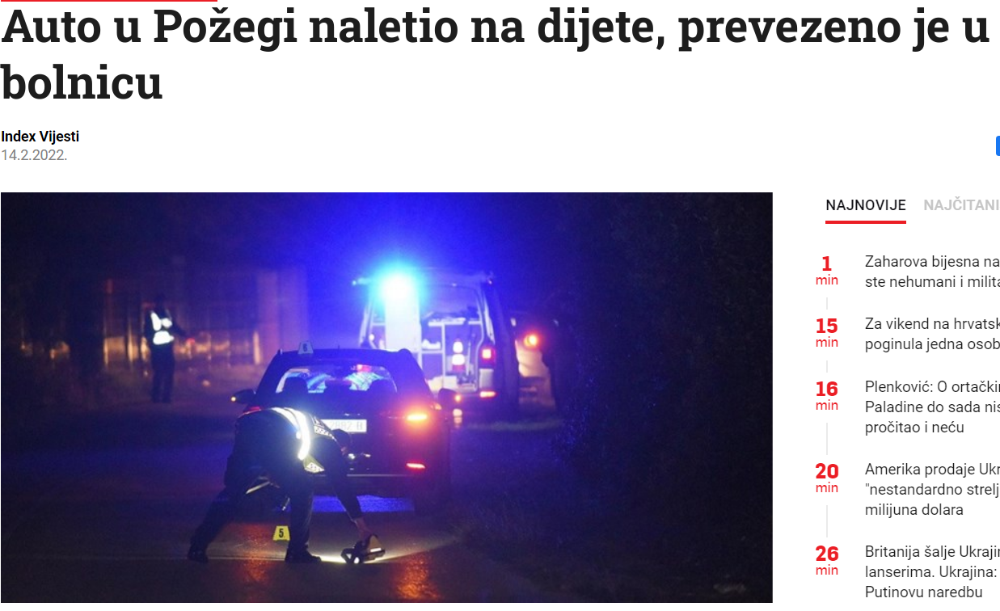 Auto u Požegi naletio na dijete, prevezeno je u
bolnicu
Index Vijesti
14.2.2022.
NAJNOVIJE NAJČITANI
1 min
Zaharova bijesna na
ste nehumani i milita
15 min
Za vikend na hrvatsk
poginula jedna osob
16 min
Plenković: O ortačkin
Paladine do sada nis
pročitao i neću
20 min
Amerika prodaje Ukr
"nestandardno strelj
milijuna dolara
26 min
Britanija šalje Ukrajin
lanserima. Ukrajina:
Putinovu naredbu
5